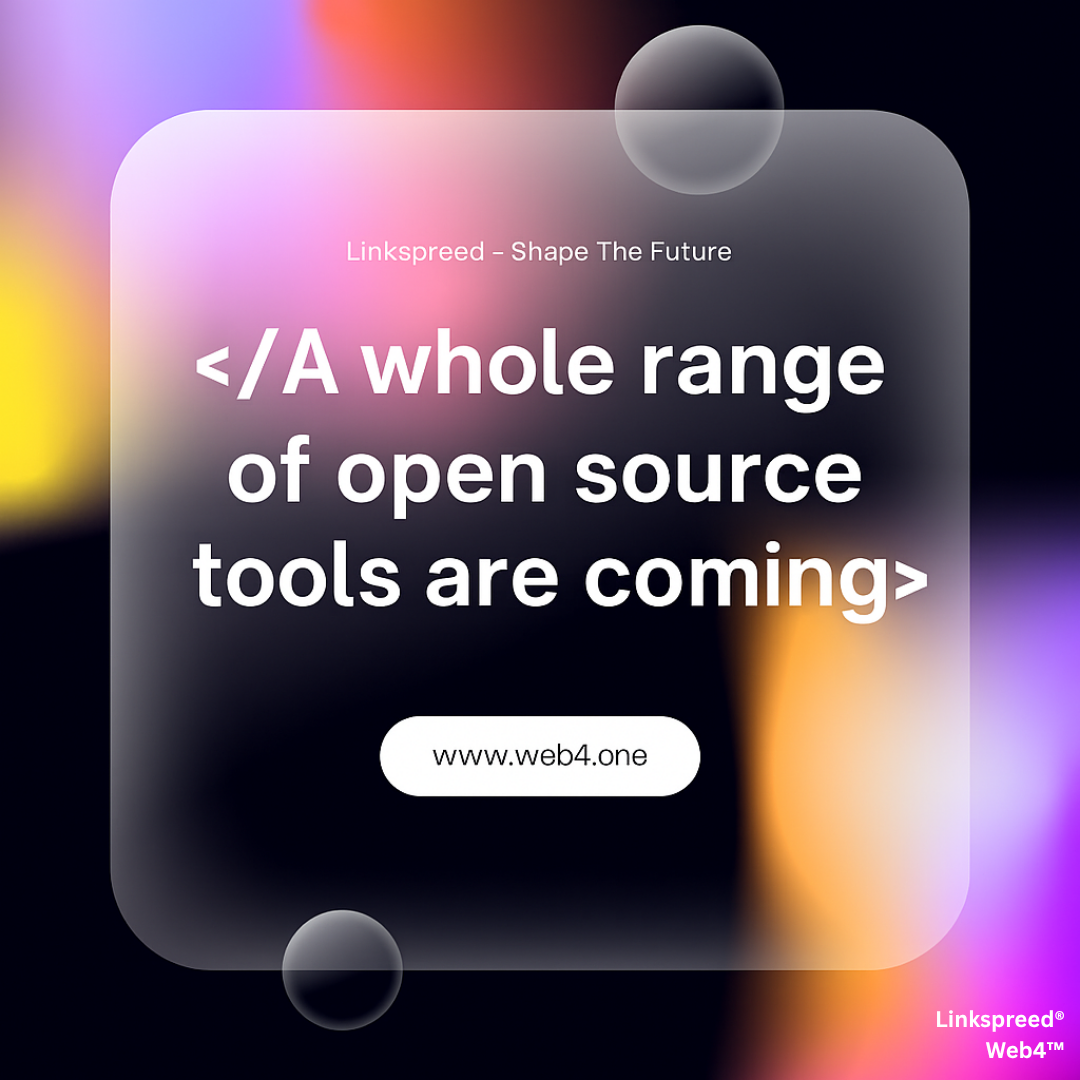 Linkspreed – Shape The Future
</A whole range
of open source
tools are coming>
www.web4.one
Linkspreed®
Web4™